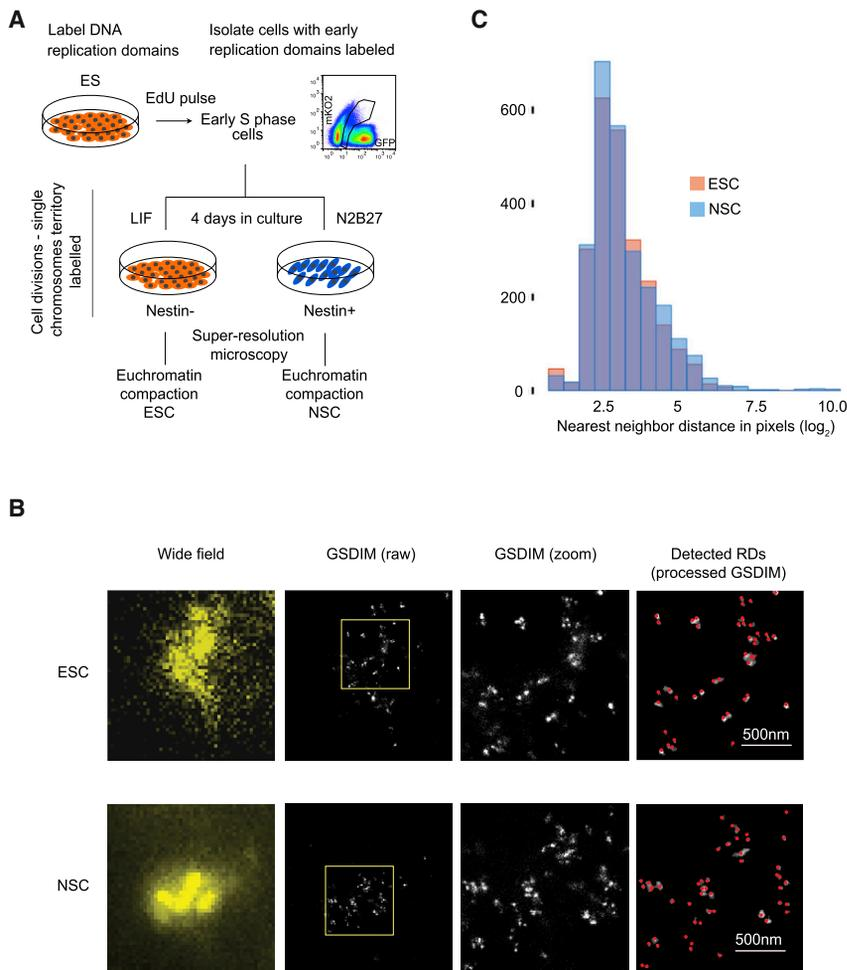 A
Label DNA
replication domains
Isolate cells with early
replication domains labeled
ES
EdU pulse
Early S phase
cells
mKO2
GFP
LIF
4 days in culture
N2B27
Cell divisions - single
chromosomes territory
labelled
Nestin-
Nestin+
Super-resolution
microscopy
Euchromatin
compaction
ESC
Euchromatin
compaction
NSC
C
600
400
200
0
ESC
NSC
2.5
5
7.5
10.0
Nearest neighbor distance in pixels (log2)
B
Wide field
GSDIM (raw)
GSDIM (zoom)
Detected RDs
(processed GSDIM)
ESC
500nm
NSC
500nm